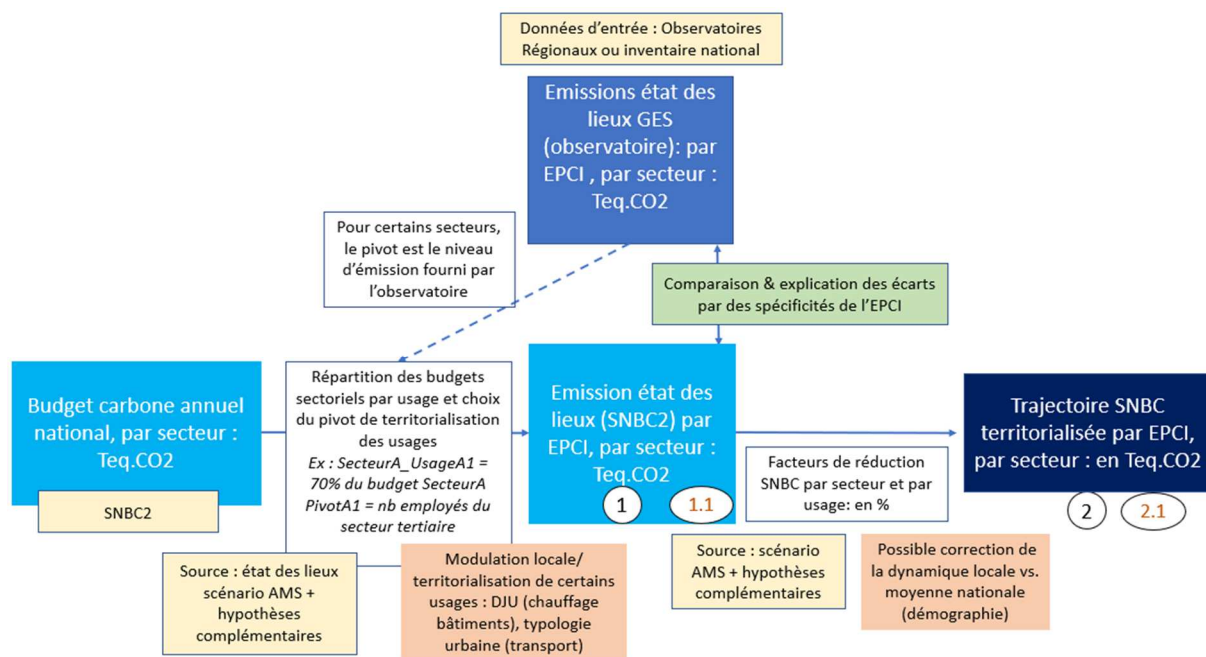 Données d’entrée : Observatoires
Régionaux ou inventaire national
Emissions état des
lieux GES
(observatoire): par
EPCI , par secteur :
Teq.CO2
Pour certains secteurs,
le pivot est le niveau
d’émission fourni par
l’observatoire
Comparaison & explication des écarts
par des spécificités de l’EPCI
Budget carbone annuel
national, par secteur :
Teq.CO2
SNBC2
Répartition des budgets
sectoriels par usage et choix
du pivot de territorialisation
des usages
Ex : SecteurA_UsageA1 =
70% du budget SecteurA
PivotA1 = nb employés du
secteur tertiaire
Source : état des lieux
scénario AMS +
hypothèses
complémentaires
Modulation locale/
territorialisation de certains
usages : DJU (chauffage
bâtiments), typologie
urbaine (transport)
Emission état des
lieux (SNBC2) par
EPCI, par secteur :
Teq.CO2
1
1.1
Facteurs de réduction
SNBC par secteur et par
usage: en %
Source : scénario
AMS + hypothèses
complémentaires
Possible correction de
la dynamique locale vs.
moyenne nationale
(démographie)
Trajectoire SNBC
territorialisée par EPCI,
par secteur : en Teq.CO2
2
2.1